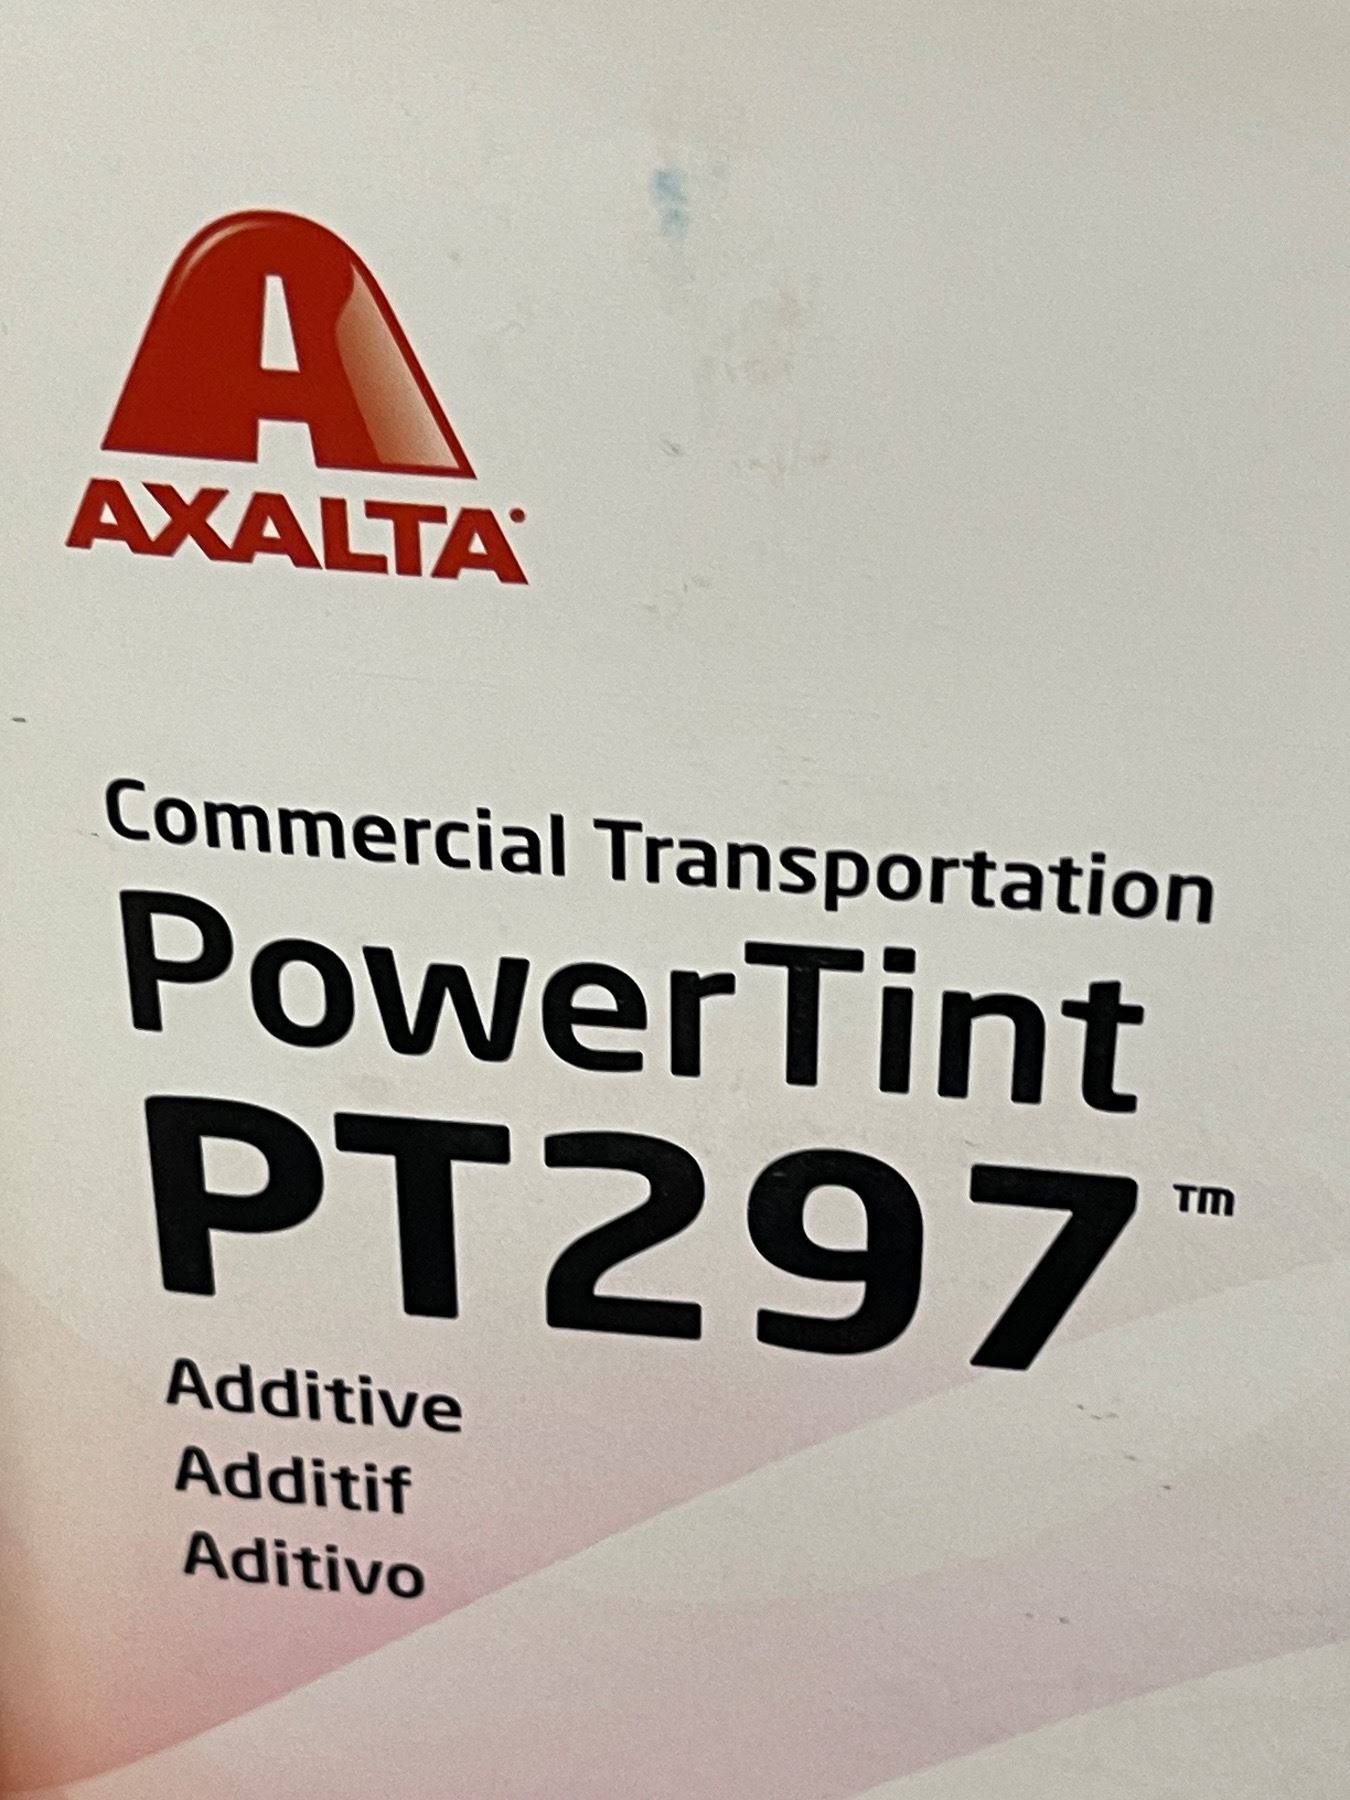 AXALTA
Commercial Transportation
PowerTint
PT297™
Additive
Additif
Aditivo